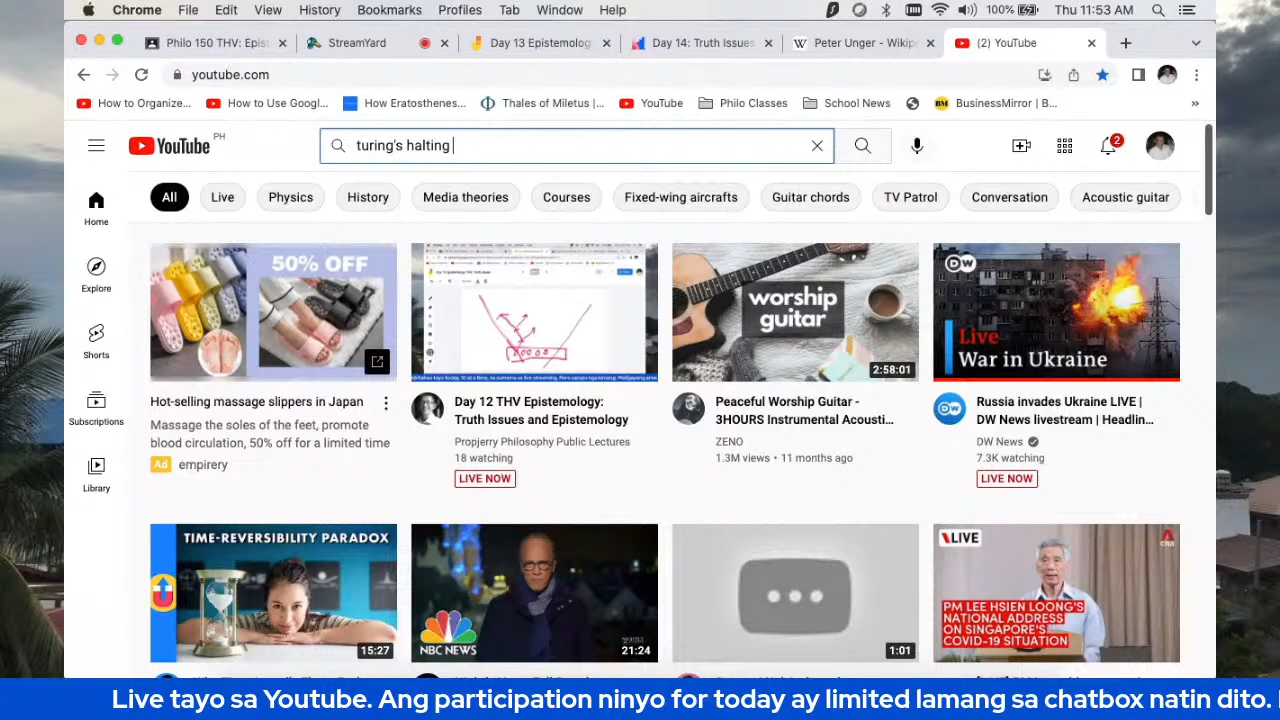 Chrome File Edit View History Bookmarks Profiles Tab Window Help 100% Thu 11:53 AM
Philo 150 THV: Epist StreamYard Day 13 Epistemolog Day 14: Truth Issues Peter Unger - Wikip (2) YouTube
youtube.com
How to Organize... How to Use Googl... How Eratosthenes... Thales of Miletus |... YouTube Philo Classes School News BM BusinessMirror | B... »
YouTube PH
turing's halting
2
All Live Physics History Media theories Courses Fixed-wing aircrafts Guitar chords TV Patrol Conversation Acoustic guitar
Home
Explore
Shorts
Subscriptions
Library
50% OFF
Hot-selling massage slippers in Japan
Massage the soles of the feet, promote
blood circulation, 50% off for a limited time
Ad empirery
Day 12 THV Epistemology:
Truth Issues and Epistemology
Propjerry Philosophy Public Lectures
18 watching
LIVE NOW
worship
guitar
2:58:01
Peaceful Worship Guitar -
3HOURS Instrumental Acousti...
ZENO
1.3M views • 11 months ago
DW
Live
War in Ukraine
Russia invades Ukraine LIVE |
DW News livestream | Headlin...
DW News
7.3K watching
LIVE NOW
TIME-REVERSIBILITY PARADOX
15:27
NBC NEWS
21:24
1:01
LIVE
cna
PM LEE HSIEN LOONG'S
NATIONAL ADDRESS
ON SINGAPORE'S
COVID-19 SITUATION
Live tayo sa Youtube. Ang participation ninyo for today ay limited lamang sa chatbox natin dito.